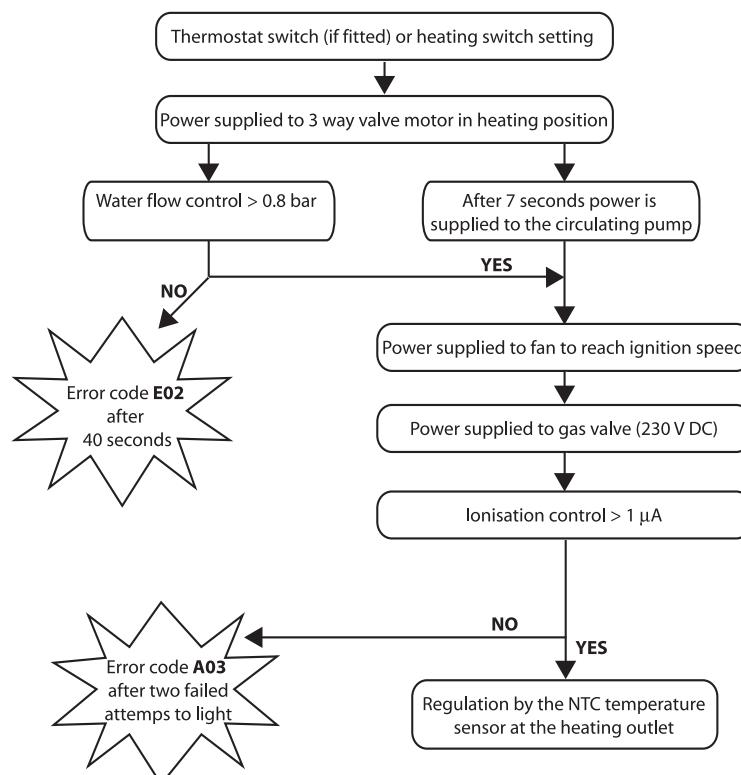 Thermostat switch (if fitted) or heating switch setting
Power supplied to 3 way valve motor in heating position
Water flow control > 0.8 bar
After 7 seconds power is
supplied to the circulating pump
YES
NO
Error code E02
after
40 seconds
Power supplied to fan to reach ignition speed
Power supplied to gas valve (230 V DC)
Ionisation control > 1 μA
NO
YES
Error code A03
after two failed
attemps to light
Regulation by the NTC temperature
sensor at the heating outlet